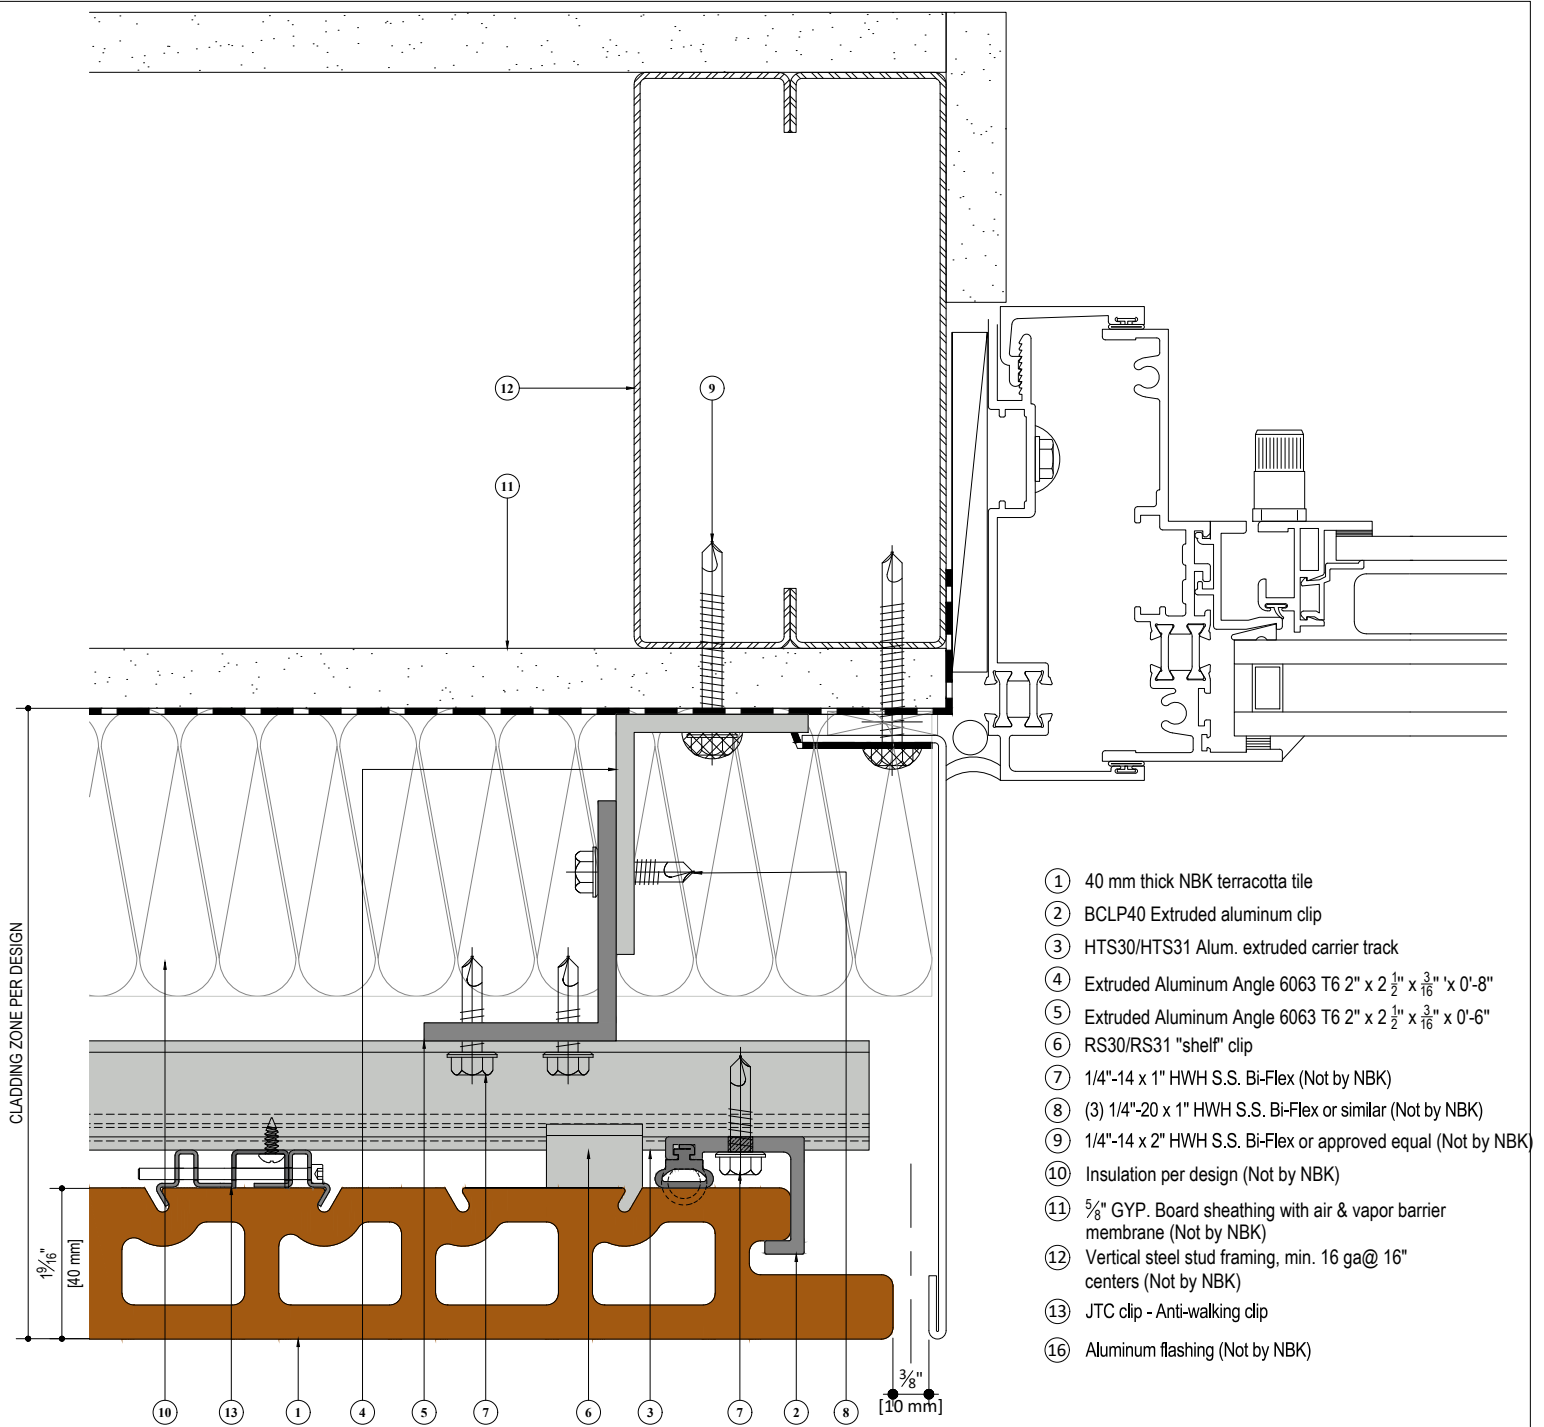 12
9
11
CLADDING ZONE PER DESIGN
1 9/16"
[40 mm]
3/8"
[10 mm]
10
13
1
4
5
7
6
3
7
2
8
1 40 mm thick NBK terracotta tile
2 BCLP40 Extruded aluminum clip
3 HTS30/HTS31 Alum. extruded carrier track
4 Extruded Aluminum Angle 6063 T6 2" x 2 1/2" x 3/16" 'x 0'-8"
5 Extruded Aluminum Angle 6063 T6 2" x 2 1/2" x 3/16" x 0'-6"
6 RS30/RS31 "shelf" clip
7 1/4"-14 x 1" HWH S.S. Bi-Flex (Not by NBK)
8 (3) 1/4"-20 x 1" HWH S.S. Bi-Flex or similar (Not by NBK)
9 1/4"-14 x 2" HWH S.S. Bi-Flex or approved equal (Not by NBK)
10 Insulation per design (Not by NBK)
11 5/8" GYP. Board sheathing with air & vapor barrier
membrane (Not by NBK)
12 Vertical steel stud framing, min. 16 ga@ 16"
centers (Not by NBK)
13 JTC clip - Anti-walking clip
16 Aluminum flashing (Not by NBK)